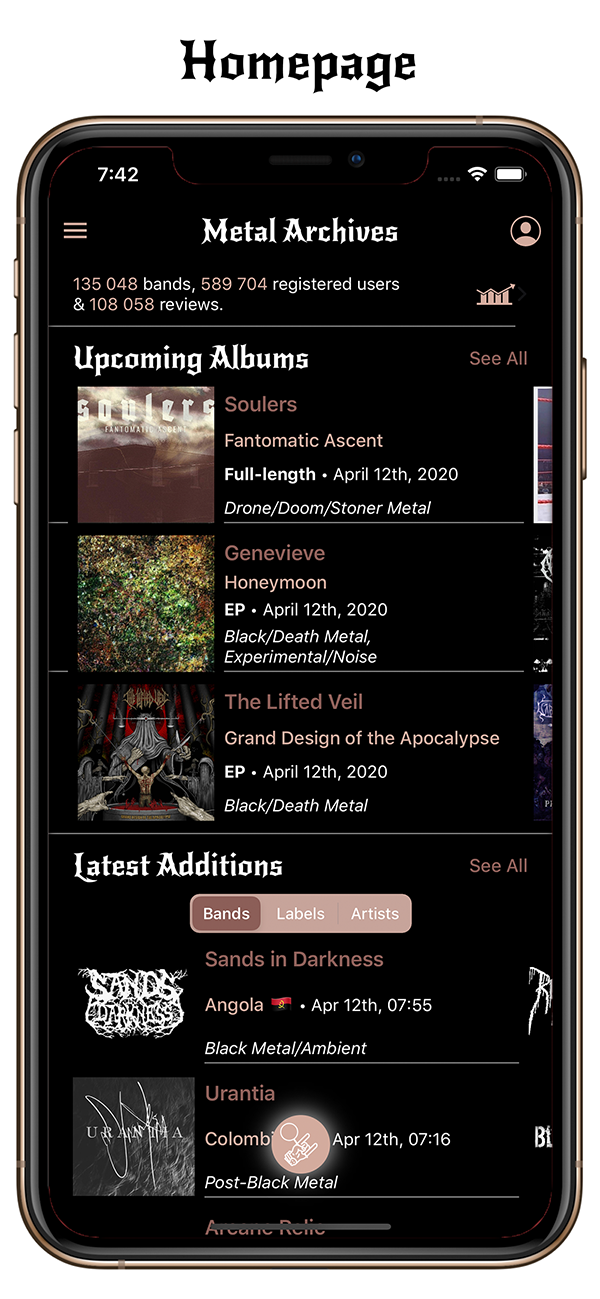 Homepage
7:42
Metal Archives
135 048 bands, 589 704 registered users
& 108 058 reviews.
Upcoming Albums
See All
soulers
FANTOMATIC ASCENT
Soulers
Fantomatic Ascent
Full-length • April 12th, 2020
Drone/Doom/Stoner Metal
Genevieve
Honeymoon
EP • April 12th, 2020
Black/Death Metal,
Experimental/Noise
The Lifted Veil
Grand Design of the Apocalypse
EP • April 12th, 2020
Black/Death Metal
Latest Additions
See All
Bands
Labels
Artists
SANDS
IN
DARKNESS
Sands in Darkness
Angola 🇦🇴 • Apr 12th, 07:55
Black Metal/Ambient
URANTIA
Urantia
Colombi
Apr 12th, 07:16
Post-Black Metal
Arcane Relic